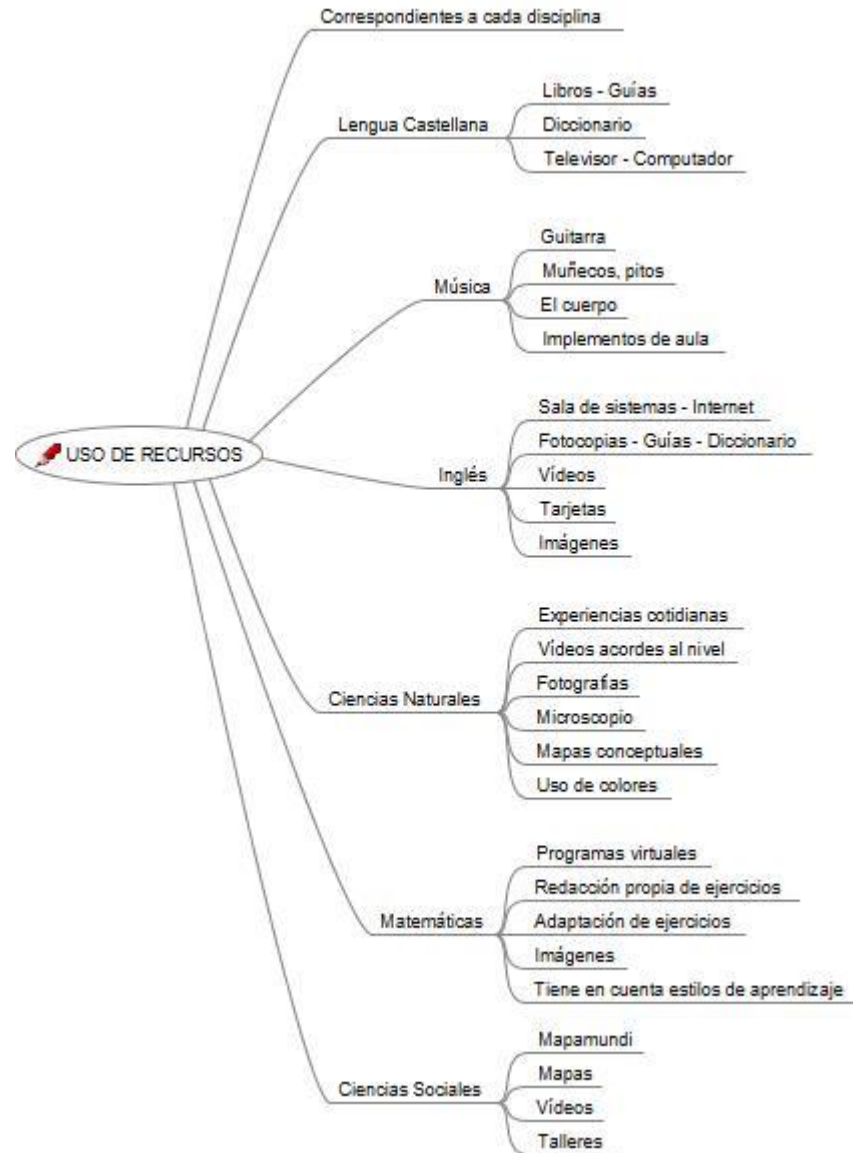 Correspondientes a cada disciplina
Lengua Castellana
Libros - Guías
Diccionario
Televisor - Computador
Música
Guitarra
Muñecos, pitos
El cuerpo
Implementos de aula
USO DE RECURSOS
Inglés
Sala de sistemas - Internet
Fotocopias - Guías - Diccionario
Vídeos
Tarjetas
Imágenes
Ciencias Naturales
Experiencias cotidianas
Vídeos acordes al nivel
Fotografías
Microscopio
Mapas conceptuales
Uso de colores
Matemáticas
Programas virtuales
Redacción propia de ejercicios
Adaptación de ejercicios
Imágenes
Tiene en cuenta estilos de aprendizaje
Ciencias Sociales
Mapamundi
Mapas
Vídeos
Talleres